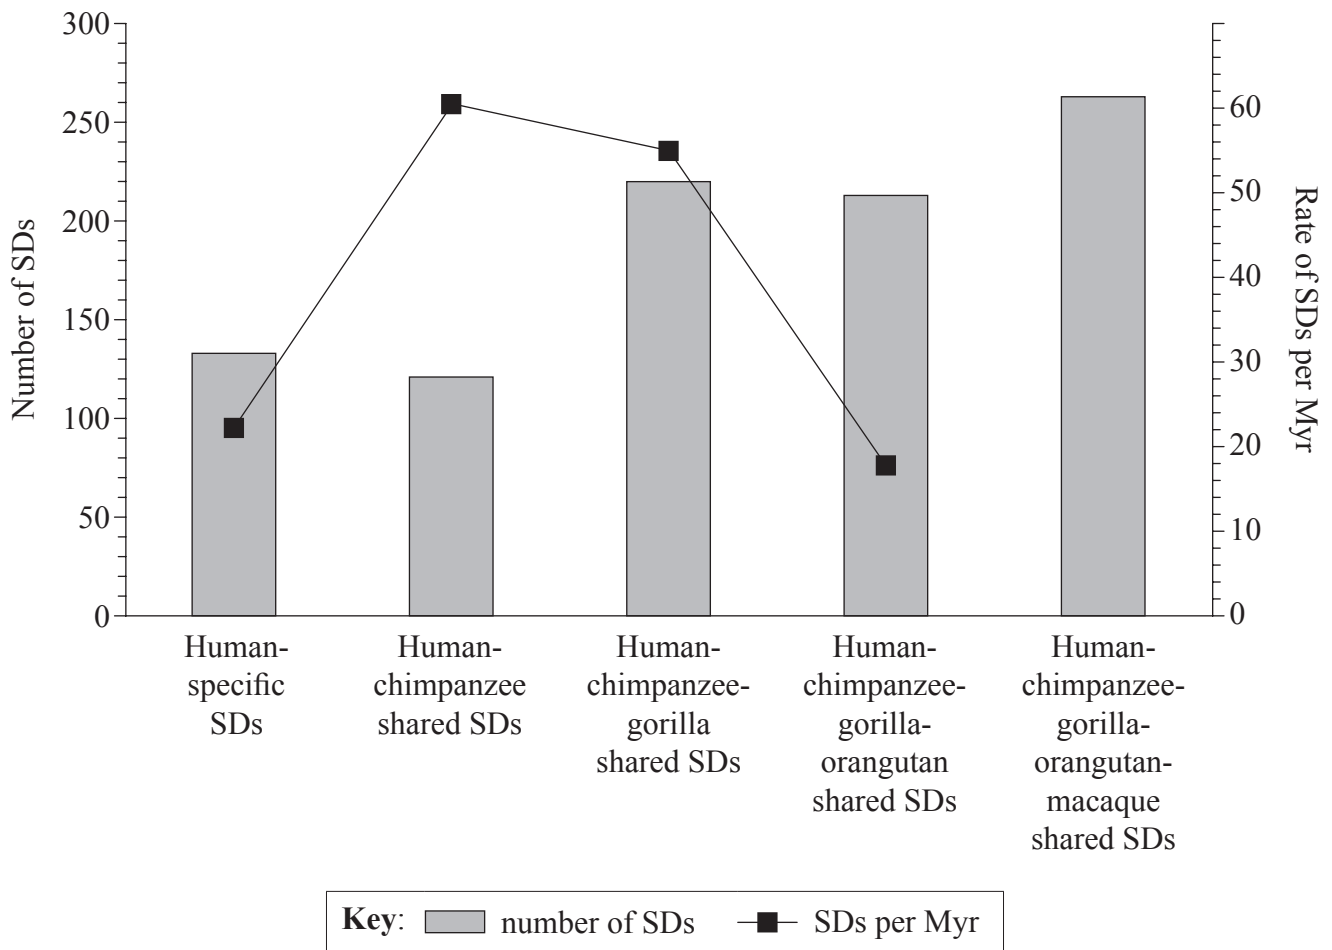 300
250
200
150
100
50
0
Number of SDs
60
50
40
30
20
10
0
Rate of SDs per Myr
Human-
specific
SDs
Human-
chimpanzee
shared SDs
Human-
chimpanzee-
gorilla
shared SDs
Human-
chimpanzee-
gorilla-
orangutan
shared SDs
Human-
chimpanzee-
gorilla-
orangutan-
macaque
shared SDs
Key: number of SDs SDs per Myr